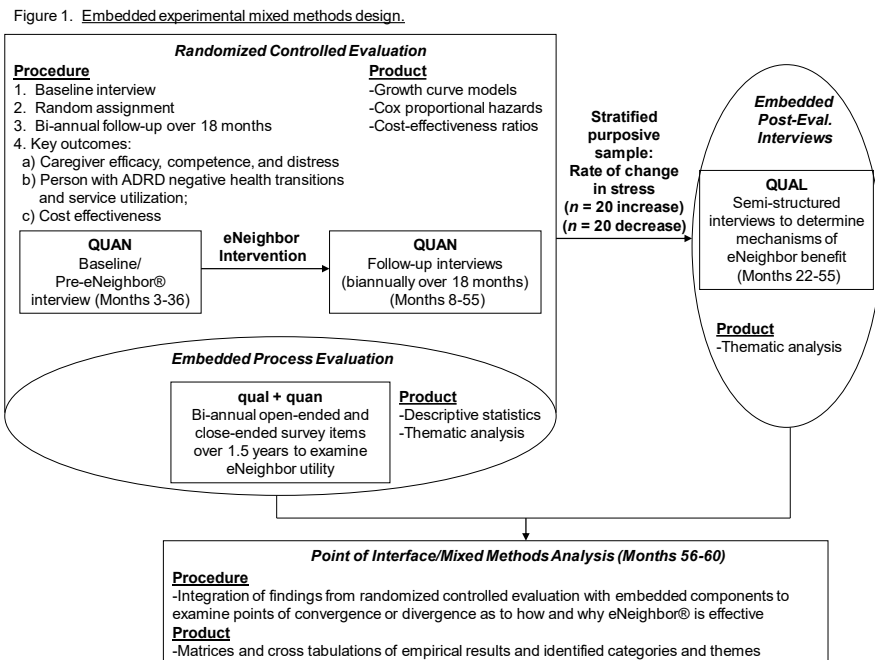 Figure 1. Embedded experimental mixed methods design.
Randomized Controlled Evaluation
Procedure
1. Baseline interview
2. Random assignment
3. Bi-annual follow-up over 18 months
4. Key outcomes:
a) Caregiver efficacy, competence, and distress
b) Person with ADRD negative health transitions
and service utilization;
c) Cost effectiveness
Product
-Growth curve models
-Cox proportional hazards
-Cost-effectiveness ratios
QUAN
Baseline/
Pre-eNeighbor®
interview (Months 3-36)
eNeighbor
Intervention
QUAN
Follow-up interviews
(biannually over 18 months)
(Months 8-55)
Stratified
purposive
sample:
Rate of change
in stress
(n = 20 increase)
(n = 20 decrease)
Embedded
Post-Eval.
Interviews
QUAL
Semi-structured
interviews to determine
mechanisms of
eNeighbor benefit
(Months 22-55)
Product
-Thematic analysis
Embedded Process Evaluation
qual + quan
Bi-annual open-ended and
close-ended survey items
over 1.5 years to examine
eNeighbor utility
Product
-Descriptive statistics
-Thematic analysis
Point of Interface/Mixed Methods Analysis (Months 56-60)
Procedure
-Integration of findings from randomized controlled evaluation with embedded components to
examine points of convergence or divergence as to how and why eNeighbor® is effective
Product
-Matrices and cross tabulations of empirical results and identified categories and themes